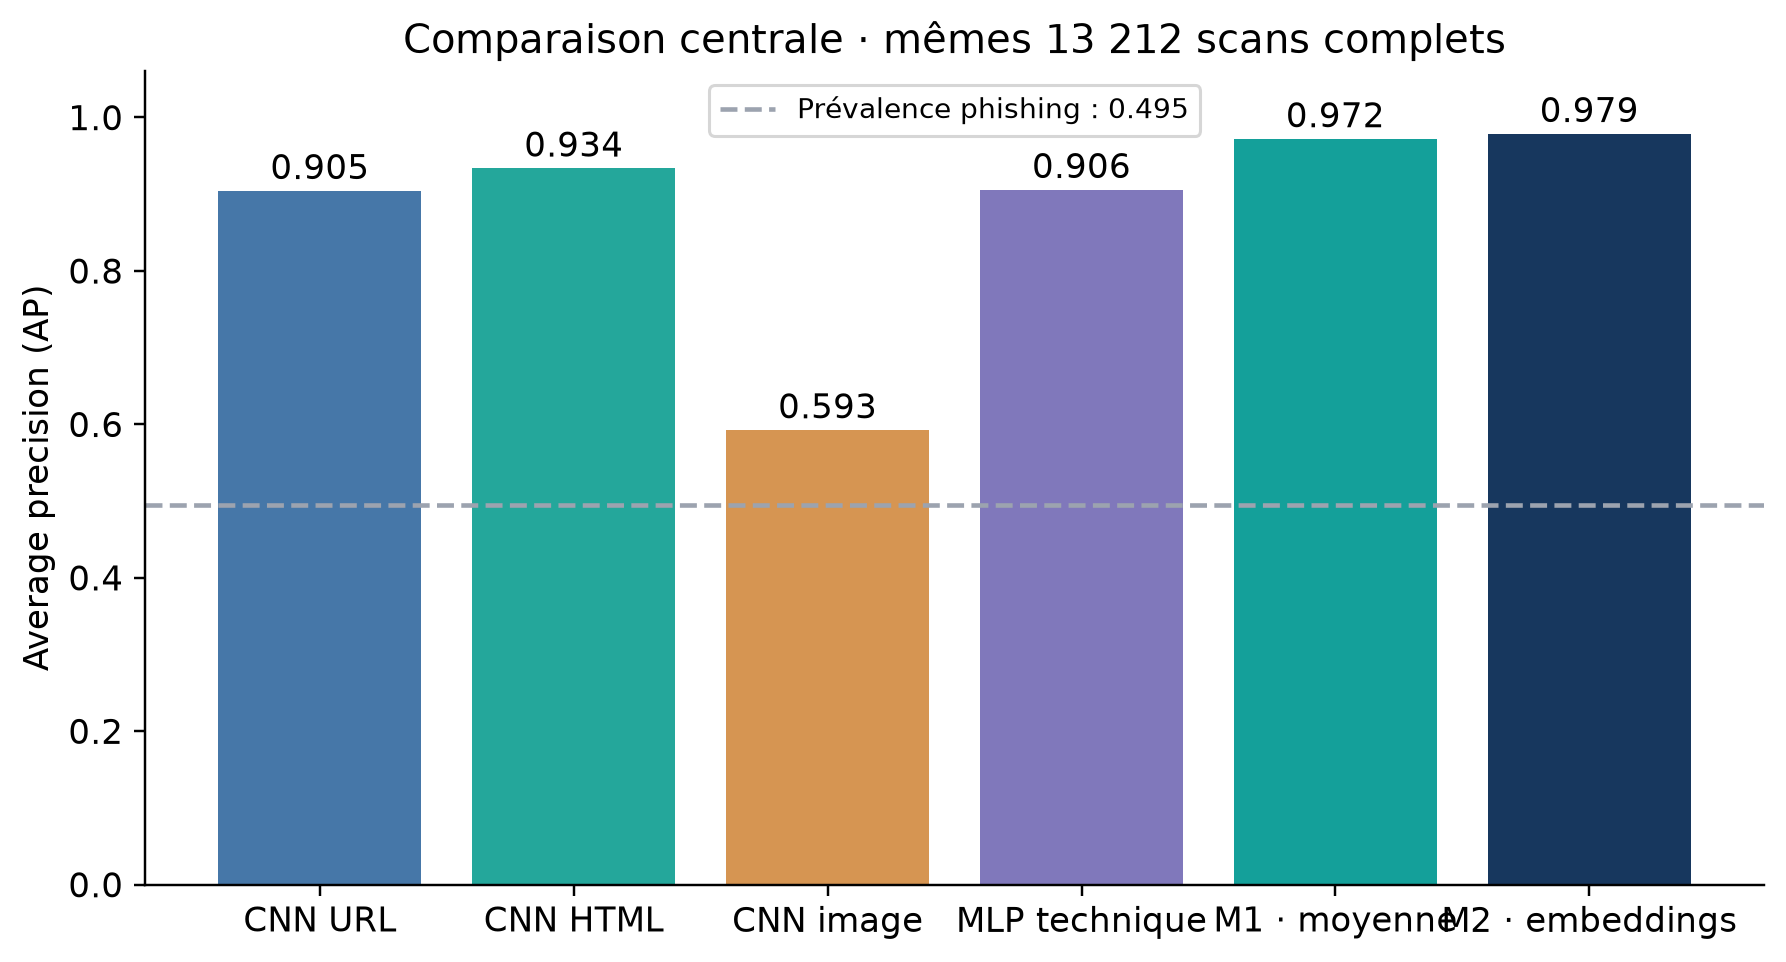 Comparaison centrale · mêmes 13 212 scans complets
Prévalence phishing : 0.495
Average precision (AP)
1.0
0.8
0.6
0.4
0.2
0.0
0.905
0.934
0.593
0.906
0.972
0.979
CNN URL
CNN HTML
CNN image
MLP technique
M1 · moyenne
M2 · embeddings